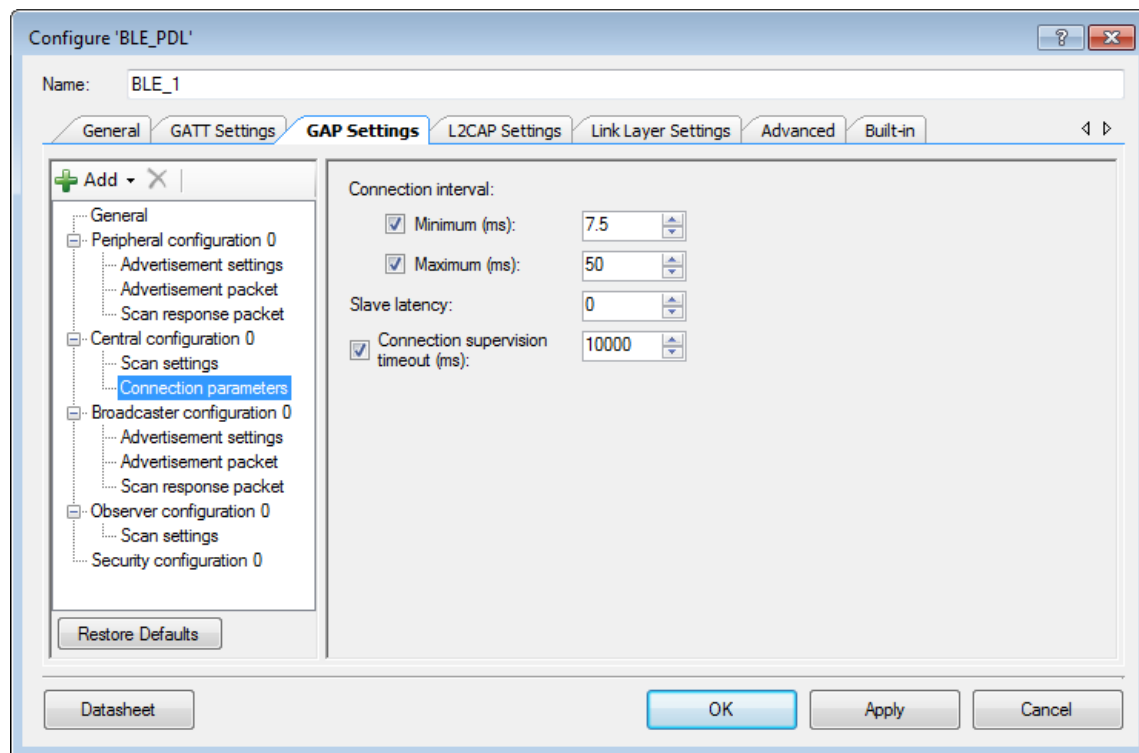 Configure 'BLE_PDL'
Name: BLE_1
General GATT Settings GAP Settings L2CAP Settings Link Layer Settings Advanced Built-in
Add
General
Peripheral configuration 0
Advertisement settings
Advertisement packet
Scan response packet
Central configuration 0
Scan settings
Connection parameters
Broadcaster configuration 0
Advertisement settings
Advertisement packet
Scan response packet
Observer configuration 0
Scan settings
Security configuration 0
Restore Defaults
Connection interval:
Minimum (ms): 7.5
Maximum (ms): 50
Slave latency: 0
Connection supervision
timeout (ms): 10000
Datasheet OK Apply Cancel